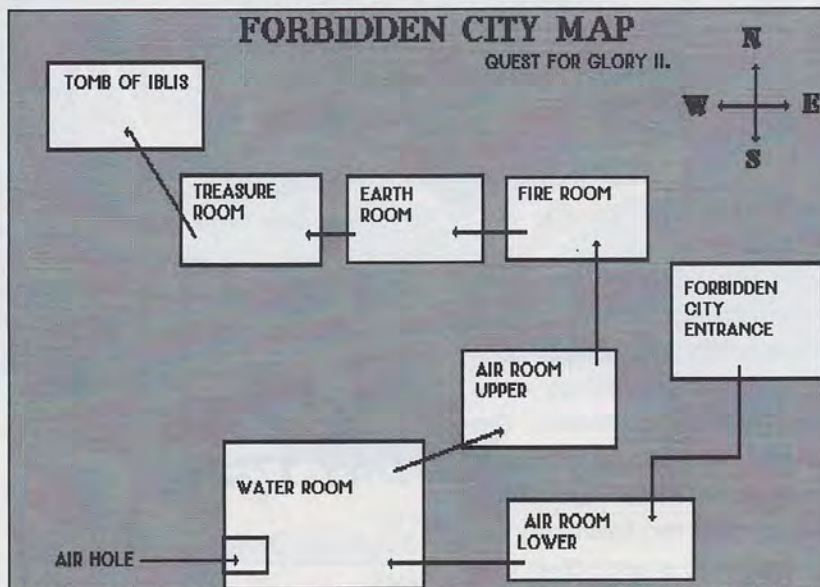 FORBIDDEN CITY MAP
QUEST FOR GLORY II.
N
W E
S
TOMB OF IBLIS
TREASURE
ROOM
EARTH
ROOM
FIRE ROOM
FORBIDDEN
CITY
ENTRANCE
AIR ROOM
UPPER
WATER ROOM
AIR HOLE
AIR ROOM
LOWER